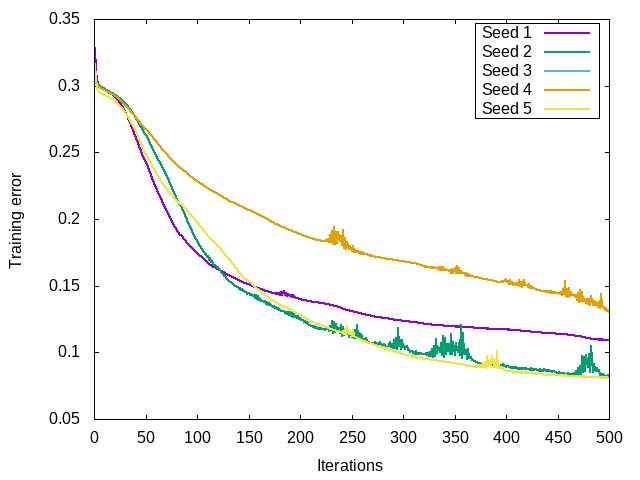 0.35
0.3
0.25
0.2
0.15
0.1
0.05
0 50 100 150 200 250 300 350 400 450 500
Training error
Iterations
Seed 1
Seed 2
Seed 3
Seed 4
Seed 5